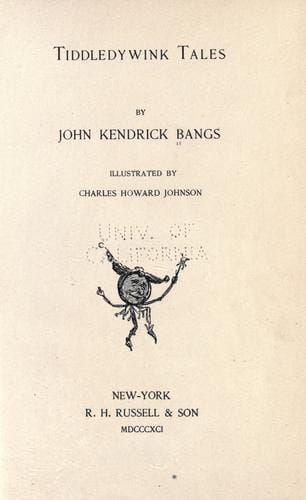 TIDDLEDYWINK TALES
BY
JOHN KENDRICK BANGS
ILLUSTRATED BY
CHARLES HOWARD JOHNSON
UNIV. OF
CALIFORNIA
NEW-YORK
R. H. RUSSELL & SON
MDCCCXCI